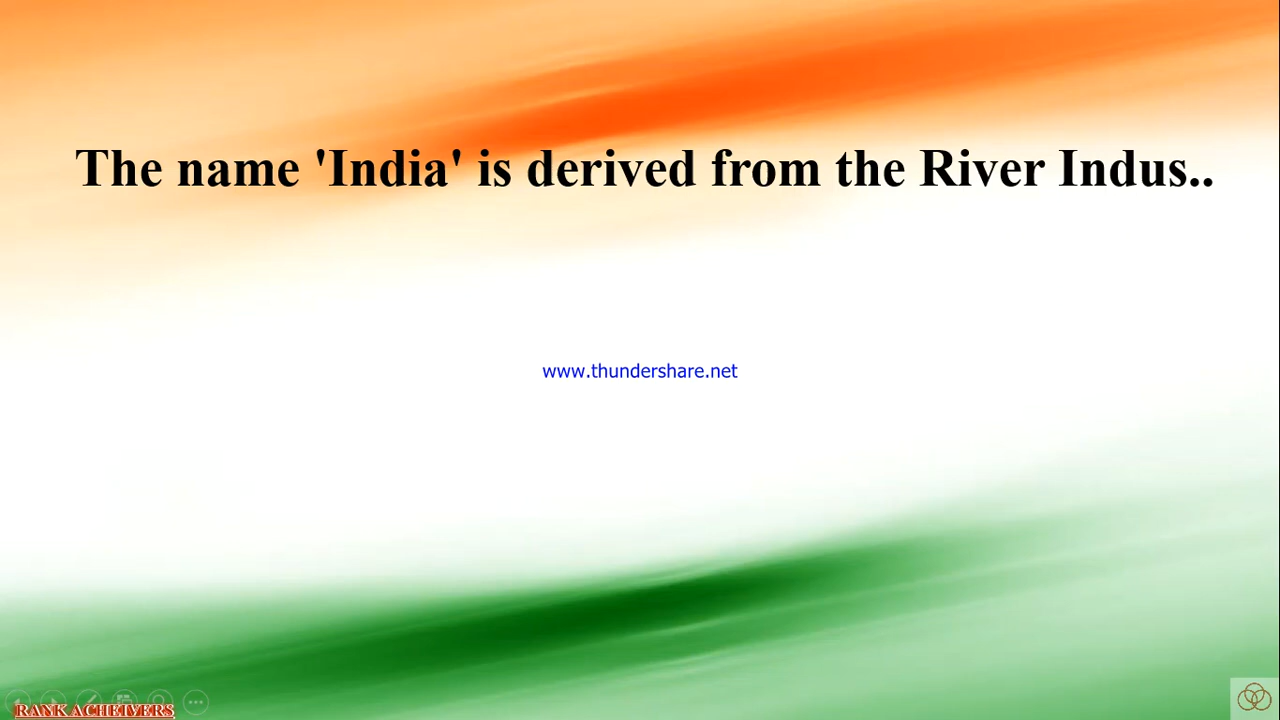 The name 'India' is derived from the River Indus..
www.thundershare.net
RANK ACHEIVERS